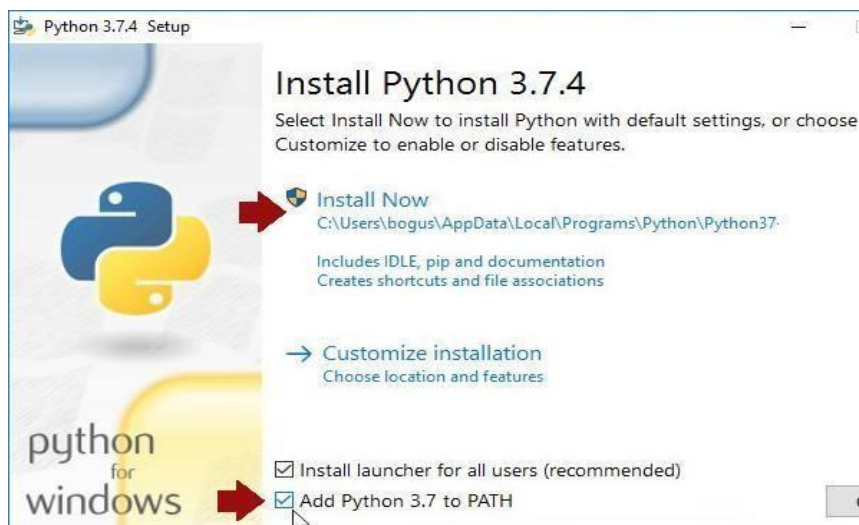 Python 3.7.4 Setup
Install Python 3.7.4
Select Install Now to install Python with default settings, or choose
Customize to enable or disable features.
Install Now
C:\Users\bogus\AppData\Local\Programs\Python\Python37-
Includes IDLE, pip and documentation
Creates shortcuts and file associations
Customize installation
Choose location and features
python
for
windows
Install launcher for all users (recommended)
Add Python 3.7 to PATH